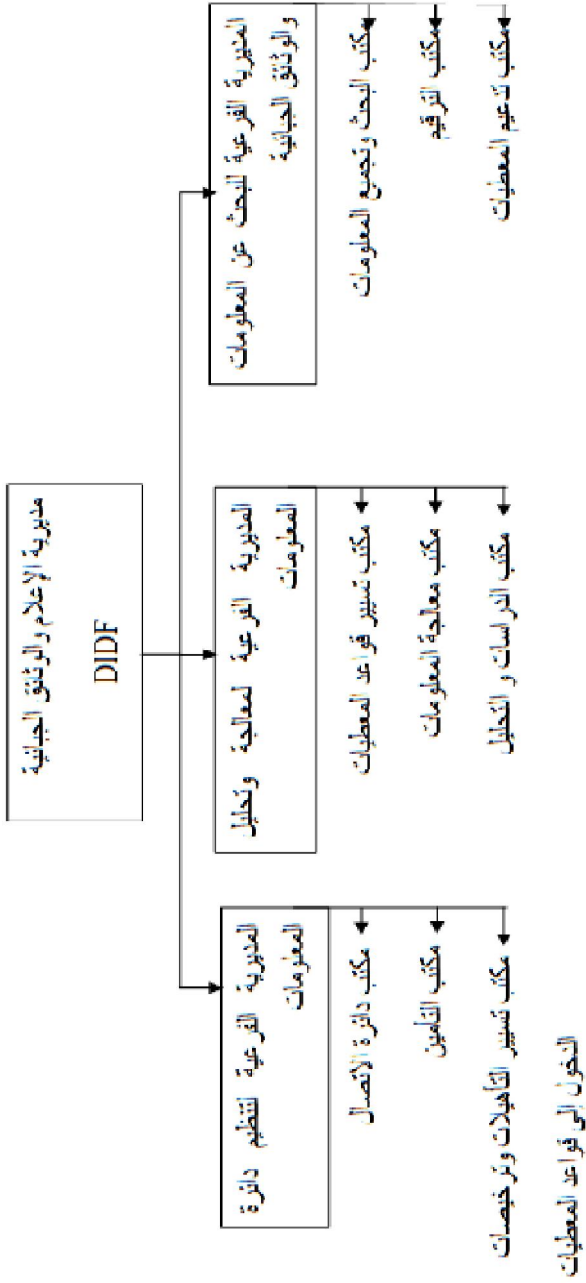 مديرية الإعلام والوثائق الجبائية
DIDF
المديرية الفرعية للبحث عن المعلومات
والوثائق الجبائية
مكتب البحث وتجميع المعلومات
مكتب الترقيم
مكتب تدعيم المعطيات
المديرية الفرعية لمعالجة وتحليل
المعلومات
مكتب تسيير قواعد المعطيات
مكتب معالجة المعلومات
مكتب الدراسات و التحليل
المديرية الفرعية لتنظيم دائرة
المعلومات
مكتب دائرة الاتصال
مكتب التأمين
مكتب تسيير التأهيلات وترخيصات
الدخول إلى قواعد المعطيات